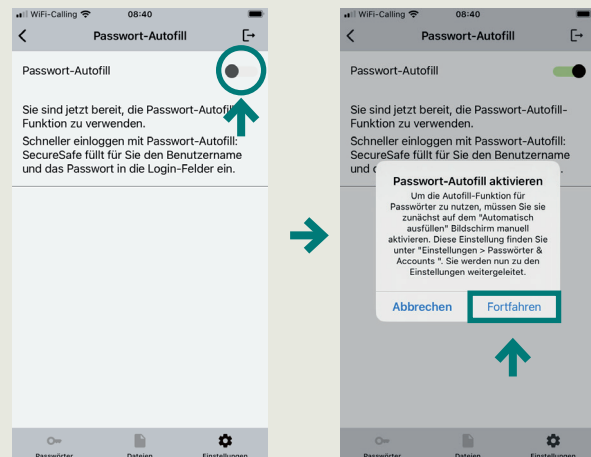 WiFi-Calling 08:40
Passwort-Autofill
Passwort-Autofill
Sie sind jetzt bereit, die Passwort-Autofill-
Funktion zu verwenden.
Schneller einloggen mit Passwort-Autofill:
SecureSafe füllt für Sie den Benutzername
und das Passwort in die Login-Felder ein.
Passwörter Dateien Einstellungen
WiFi-Calling 08:40
Passwort-Autofill
Passwort-Autofill
Sie sind jetzt bereit, die Passwort-Autofill-
Funktion zu verwenden.
Schneller einloggen mit Passwort-Autofill:
SecureSafe füllt für Sie den Benutzername
und
Passwort-Autofill aktivieren
Um die Autofill-Funktion für
Passwörter zu nutzen, müssen Sie sie
zunächst auf dem "Automatisch
ausfüllen" Bildschirm manuell
aktivieren. Diese Einstellung finden Sie
unter "Einstellungen > Passwörter &
Accounts ". Sie werden nun zu den
Einstellungen weitergeleitet.
Abbrechen Fortfahren
Passwörter Dateien Einstellungen